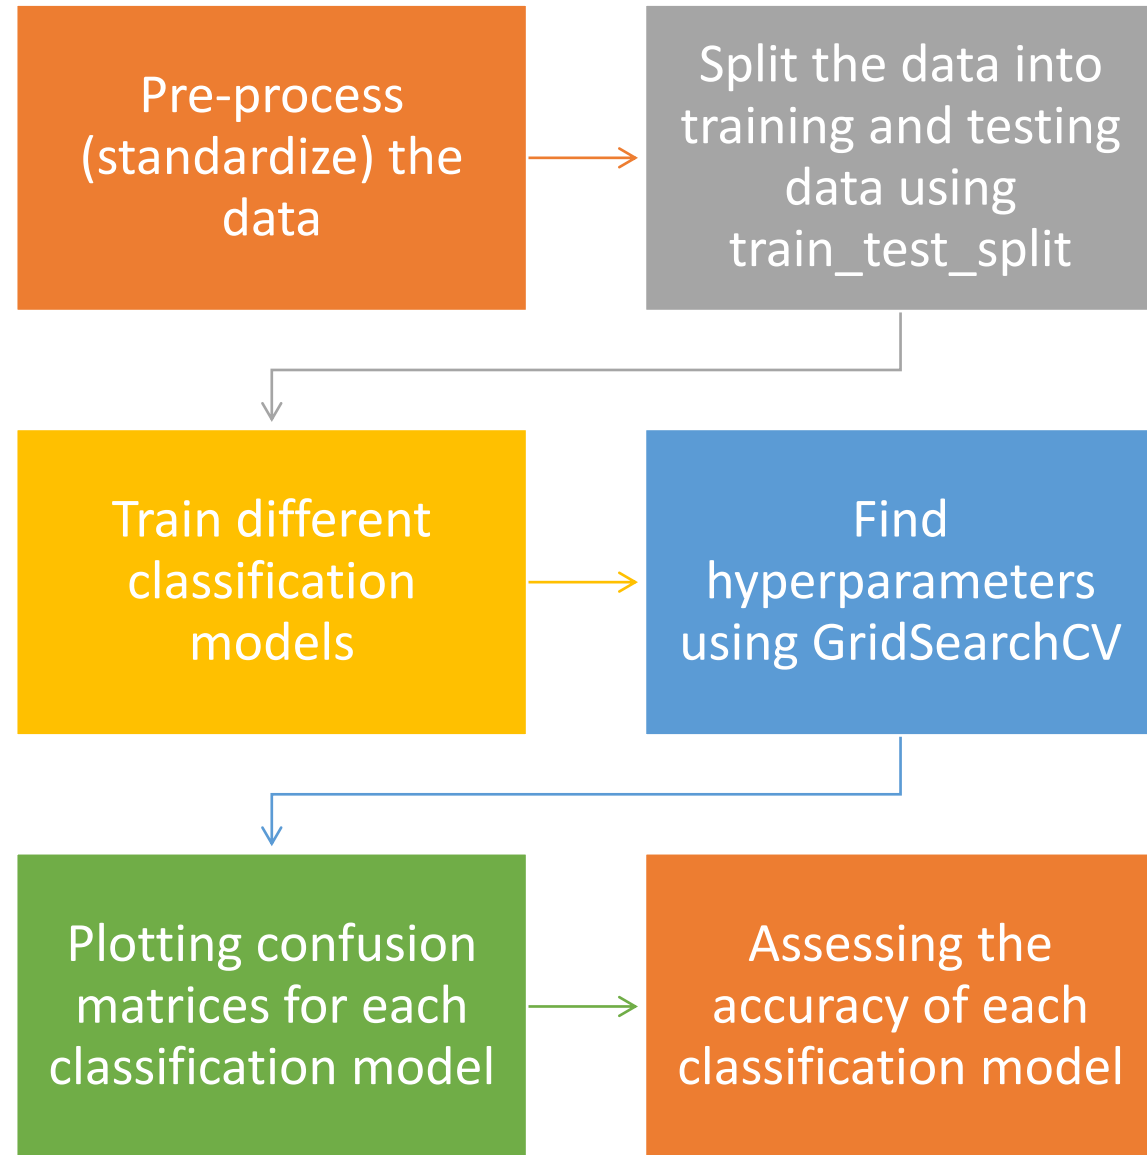 Pre-process
(standardize) the
data
Split the data into
training and testing
data using
train_test_split
Train different
classification
models
Find
hyperparameters
using GridSearchCV
Plotting confusion
matrices for each
classification model
Assessing the
accuracy of each
classification model